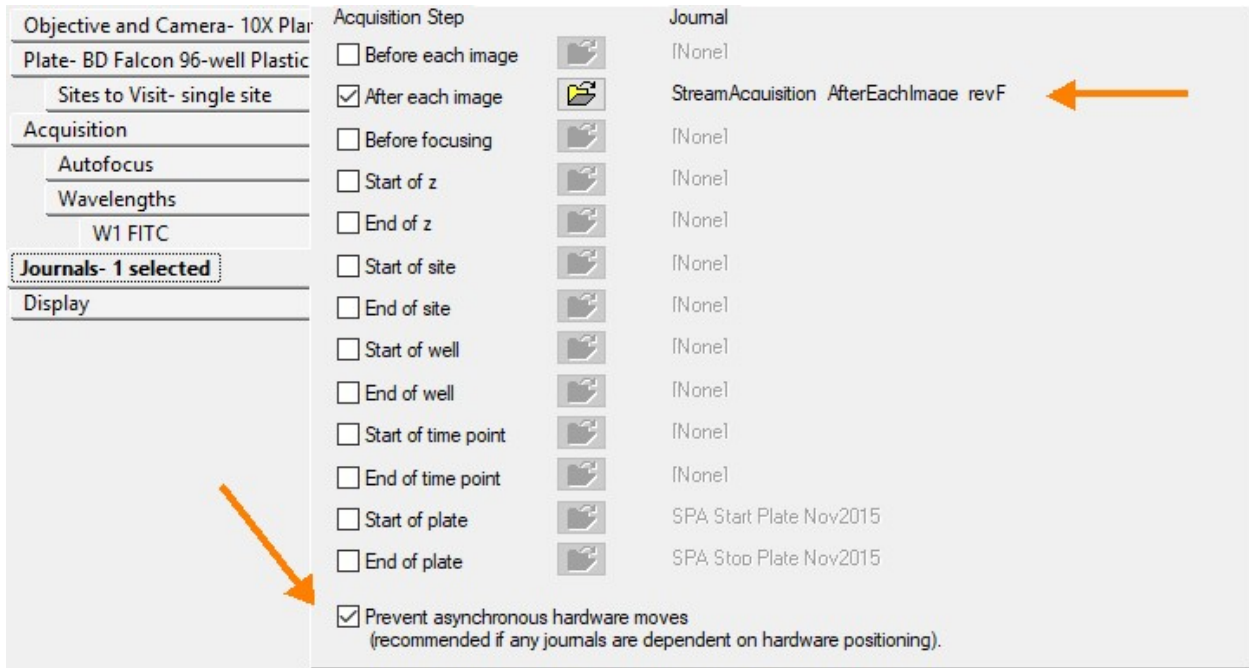 Objective and Camera- 10X Plan
Plate- BD Falcon 96-well Plastic
Sites to Visit- single site
Acquisition
Autofocus
Wavelengths
W1 FITC
Journals- 1 selected
Display
Acquisition Step Journal
Before each image [None]
After each image StreamAcquisition_AfterEachImage_revF
Before focusing [None]
Start of z [None]
End of z [None]
Start of site [None]
End of site [None]
Start of well [None]
End of well [None]
Start of time point [None]
End of time point [None]
Start of plate SPA Start Plate Nov2015
End of plate SPA Stop Plate Nov2015
Prevent asynchronous hardware moves
(recommended if any journals are dependent on hardware positioning).